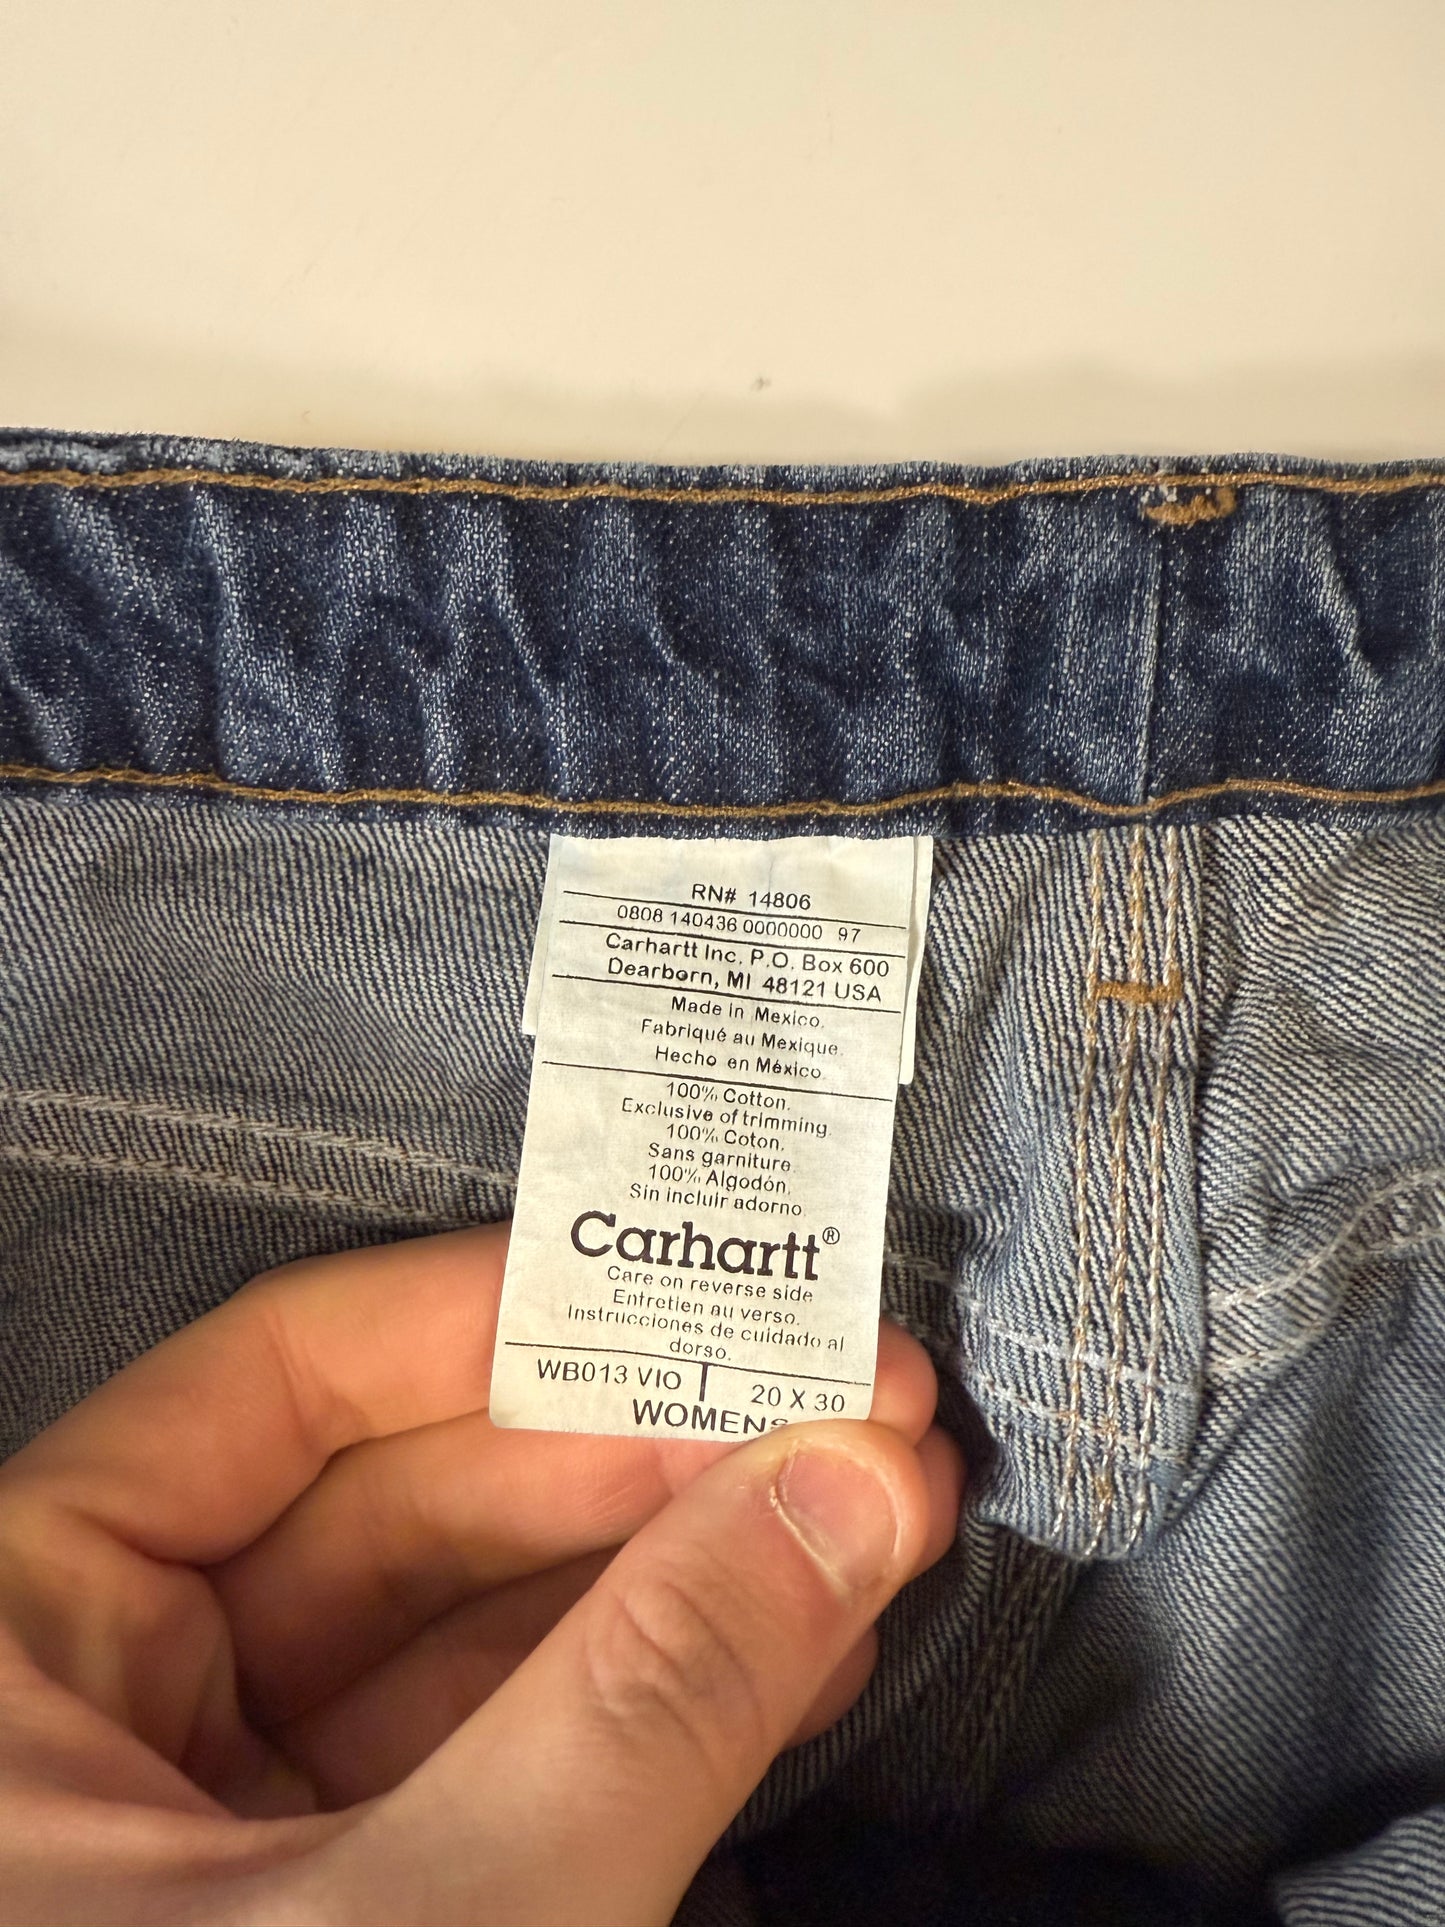 RN# 14806
0808 140436 0000000 97
Carhartt Inc. P.O. Box 600
Dearborn, MI 48121 USA
Made in Mexico.
Fabriqué au Mexique.
Hecho en México.
100% Cotton.
Exclusive of trimming.
100% Coton.
Sans garniture.
100% Algodón.
Sin incluir adorno.
Carhartt®
Care on reverse side
Entretien au verso.
Instrucciones de cuidado al
dorso.
WB013 VIO 20 X 30
WOMENS